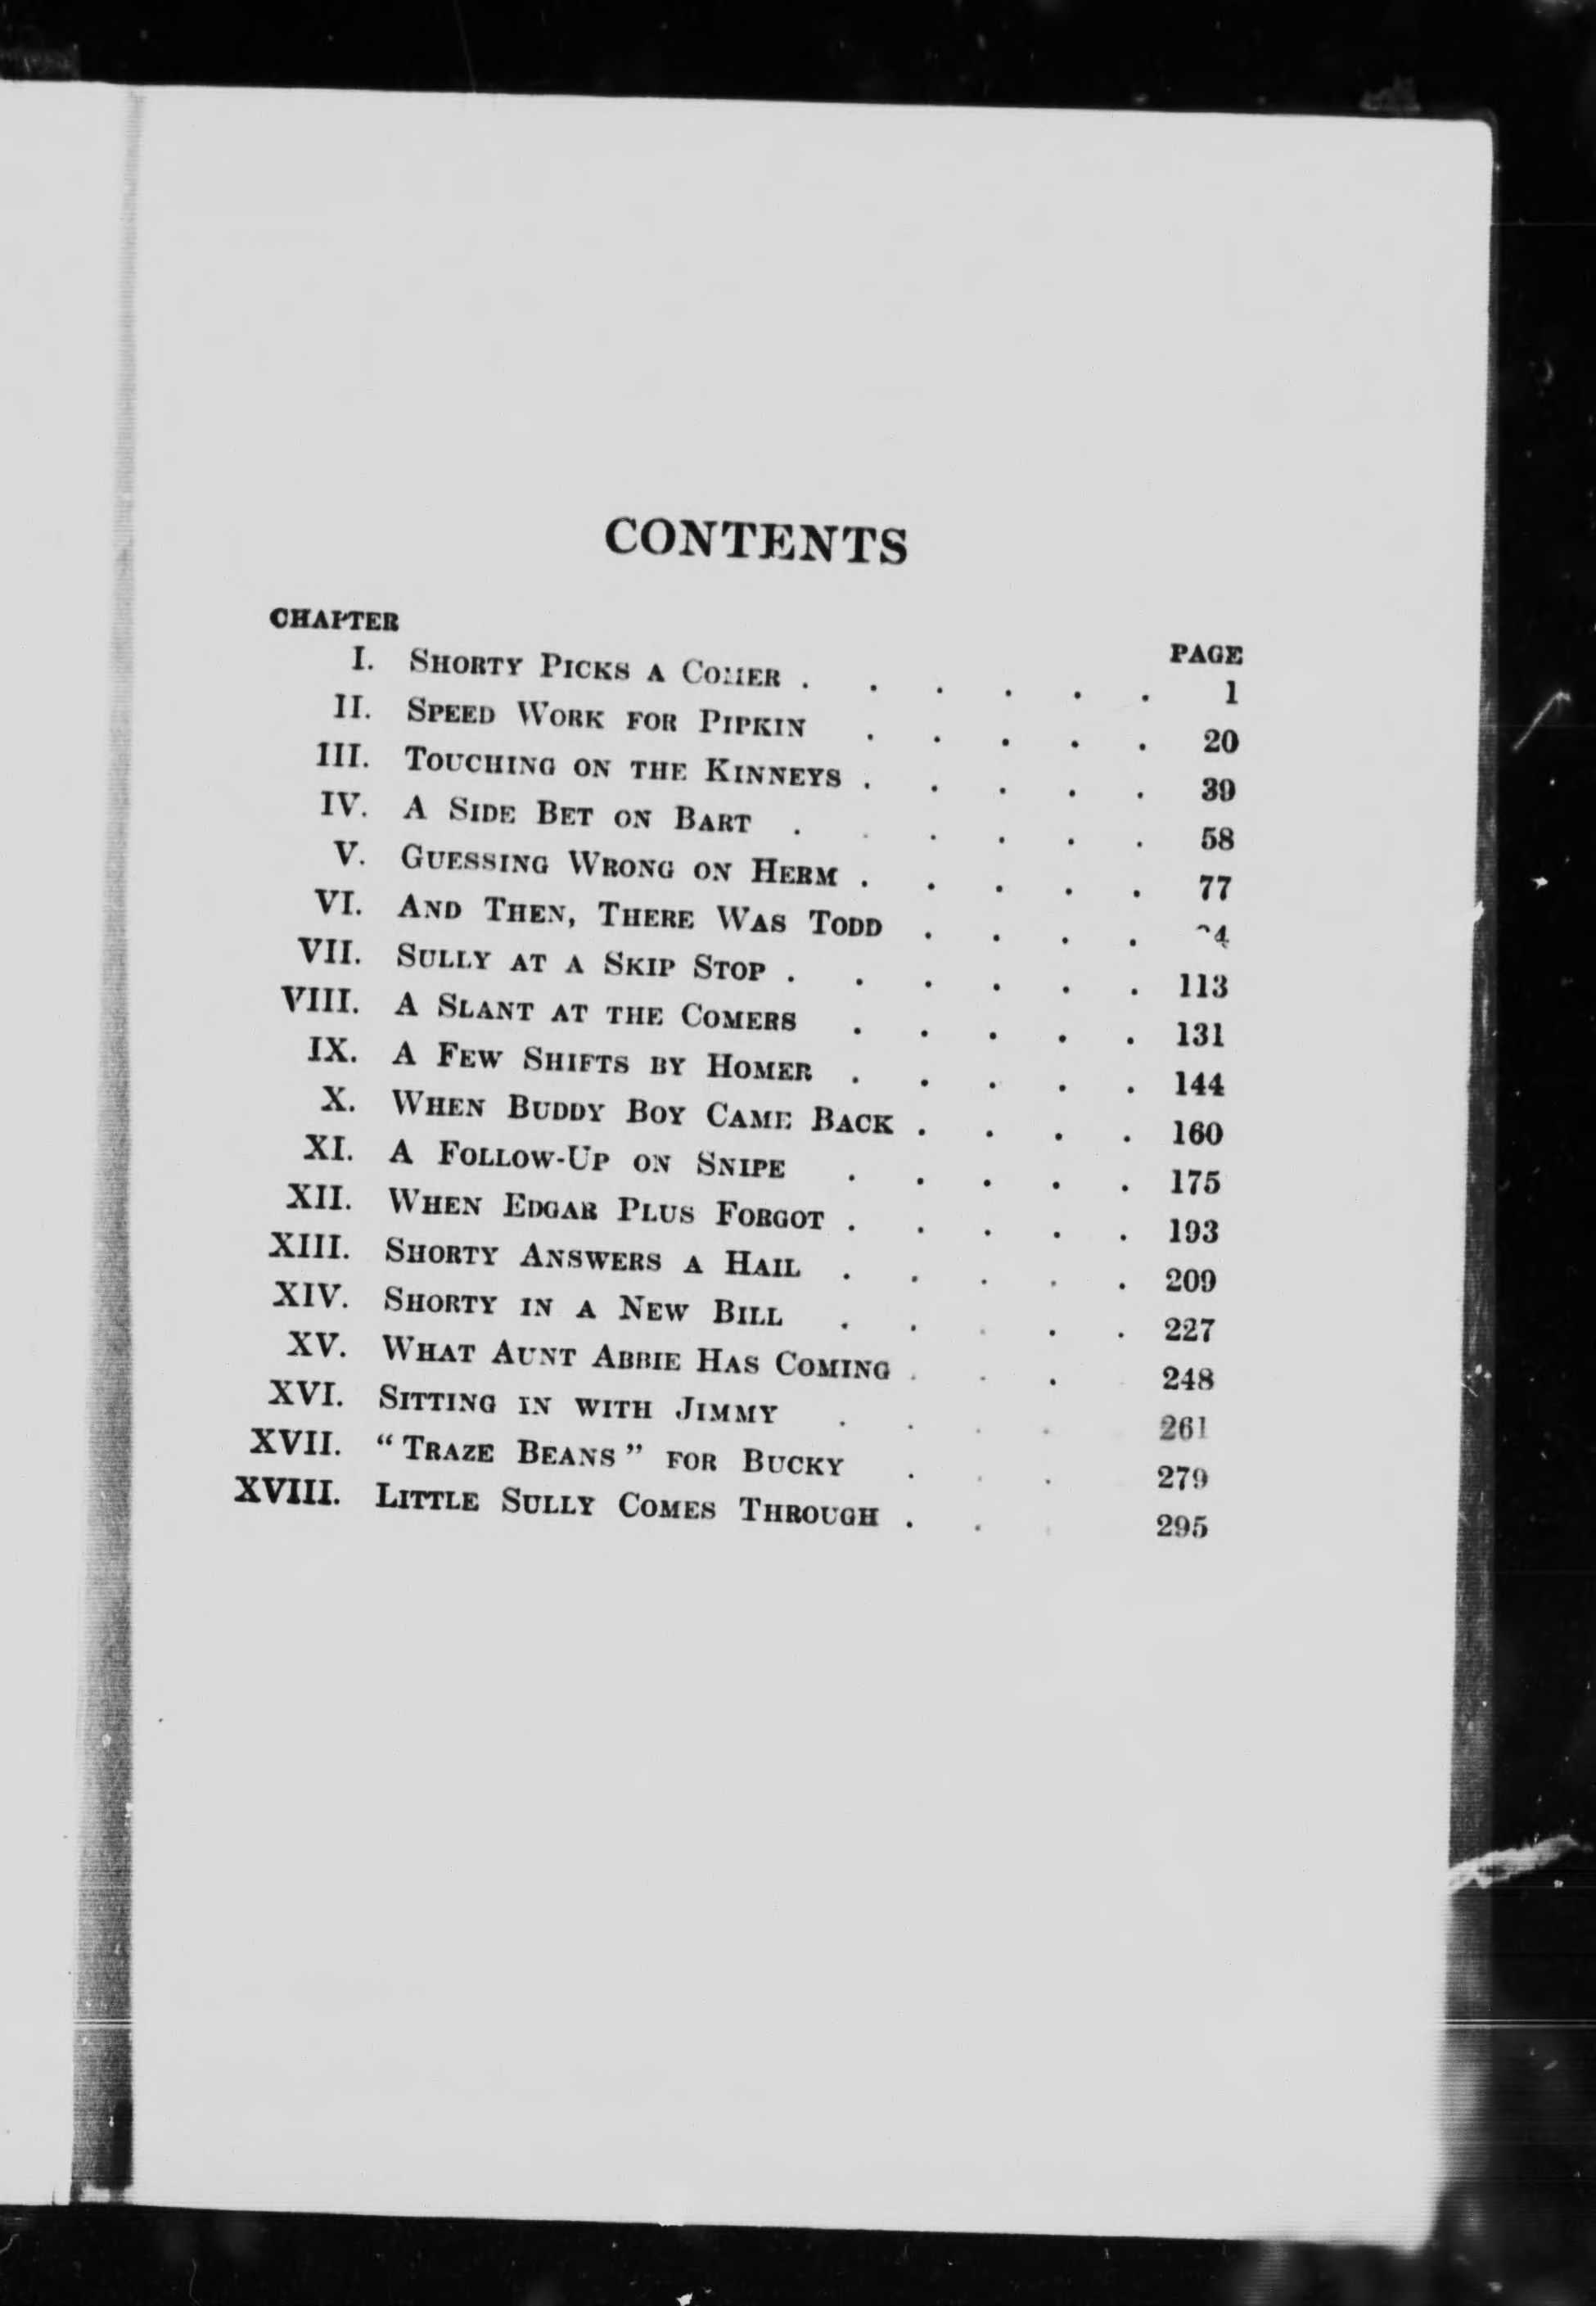 CONTENTS
CHAPTER PAGE
I. SHORTY PICKS A COMER . . . . . . 1
II. SPEED WORK FOR PIPKIN . . . . . 20
III. TOUCHING ON THE KINNEYS . . . . . 39
IV. A SIDE BET ON BART . . . . . . 58
V. GUESSING WRONG ON HERM . . . . . 77
VI. AND THEN, THERE WAS TODD . . . .
VII. SULLY AT A SKIP STOP . . . . . . 113
VIII. A SLANT AT THE COMERS . . . . . 131
IX. A FEW SHIFTS BY HOMER . . . . . 144
X. WHEN BUDDY BOY CAME BACK . . . . 160
XI. A FOLLOW-UP ON SNIPE . . . . . 175
XII. WHEN EDGAR PLUS FORGOT . . . . . 193
XIII. SHORTY ANSWERS A HAIL . . . . . 209
XIV. SHORTY IN A NEW BILL . . . . . 227
XV. WHAT AUNT ABBIE HAS COMING . . . 248
XVI. SITTING IN WITH JIMMY . . . . 261
XVII. "TRAZE BEANS" FOR BUCKY . . . 279
XVIII. LITTLE SULLY COMES THROUGH . . . 295